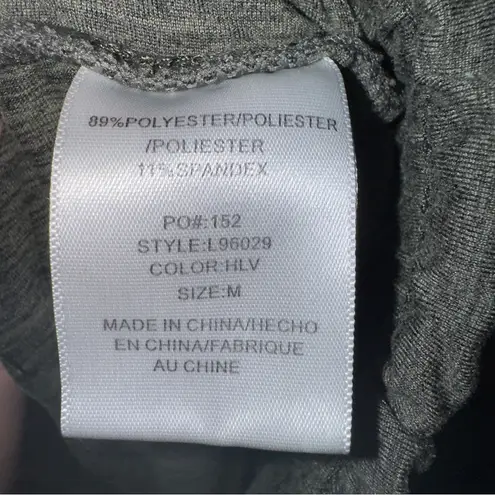 89%POLYESTER/POLIESTER
/POLIESTER
11%SPANDEX
PO#:152
STYLE:L96029
COLOR:HLV
SIZE:M
MADE IN CHINA/HECHO
EN CHINA/FABRIQUE
AU CHINE